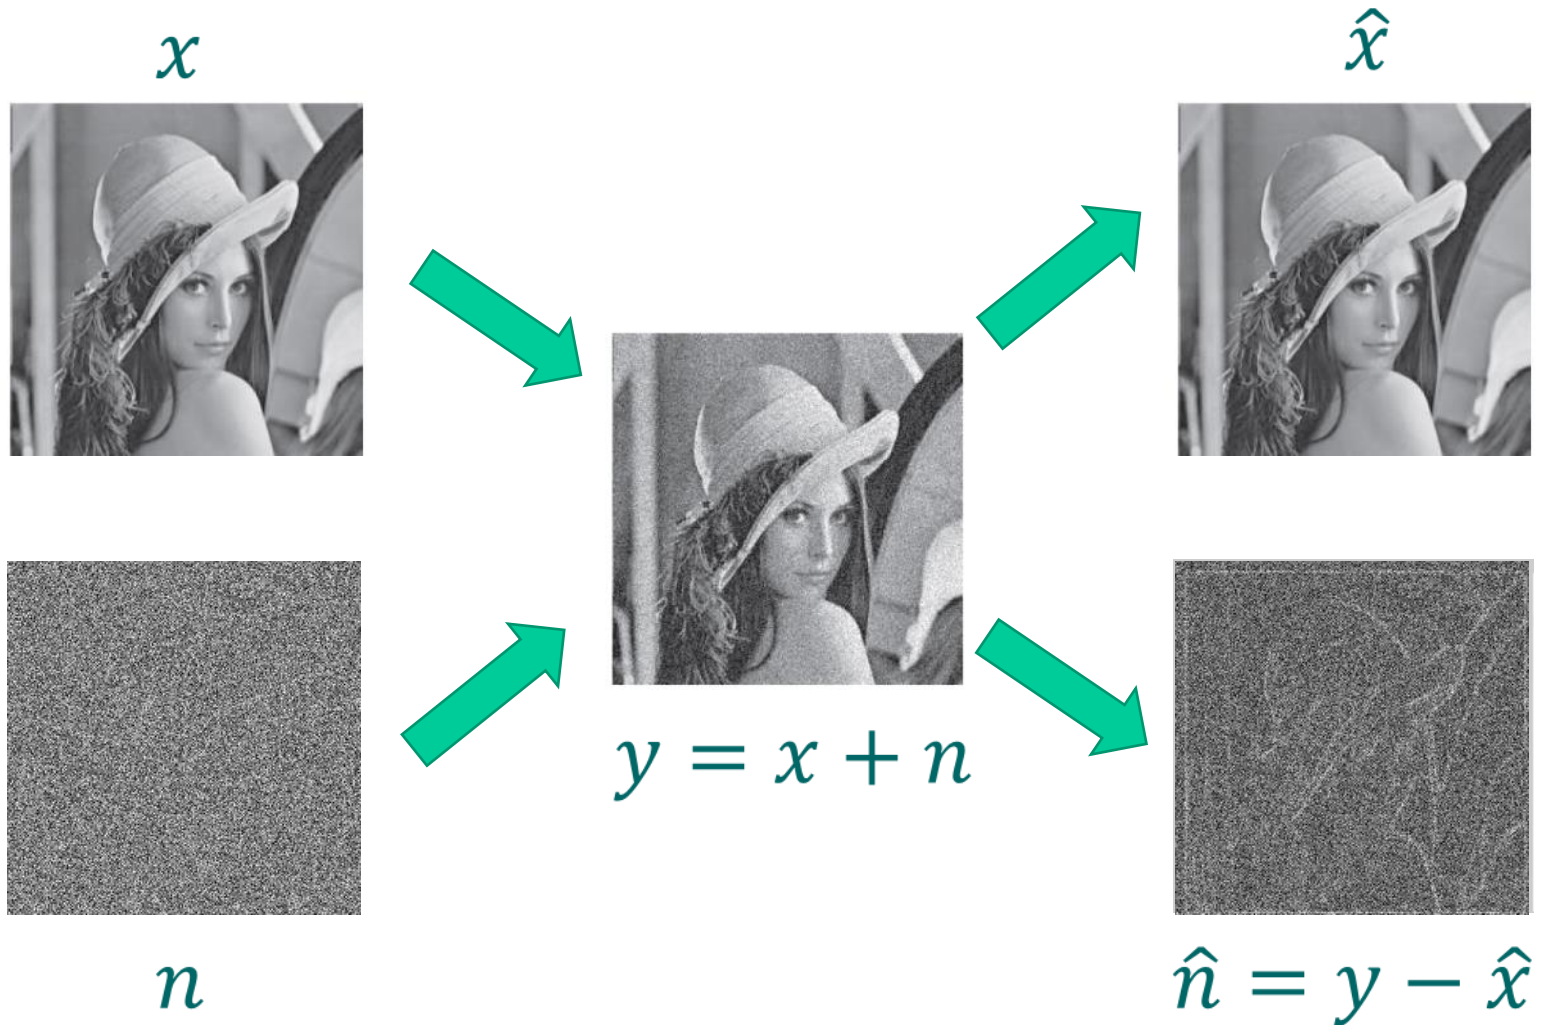 x
x̂
y = x + n
n
n̂ = y − x̂